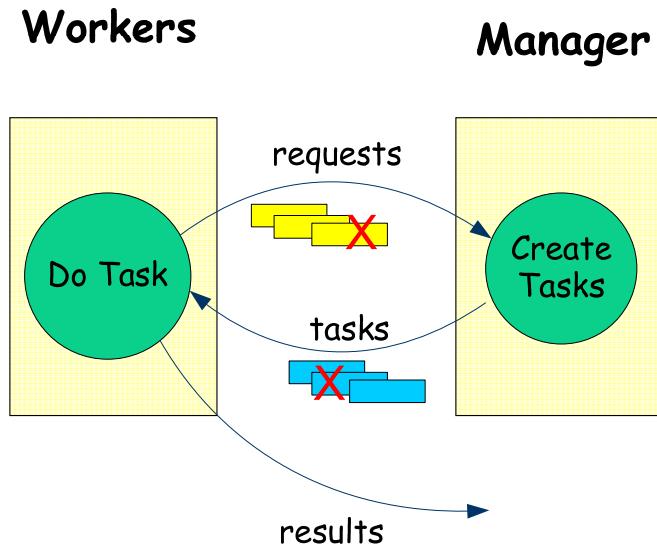 Workers
Manager
requests
X
Do Task
Create
Tasks
tasks
X
results